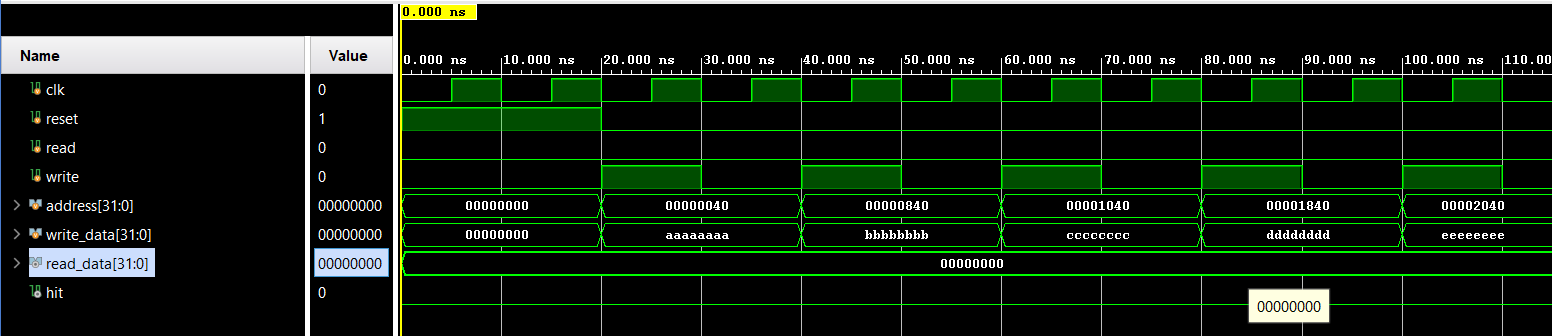 0.000 ns
Name Value
0.000 ns 10.000 ns 20.000 ns 30.000 ns 40.000 ns 50.000 ns 60.000 ns 70.000 ns 80.000 ns 90.000 ns 100.000 ns 110.00
clk 0
reset 1
read 0
write 0
address[31:0] 00000000 00000000 00000040 00000840 00001040 00001840 00002040
write_data[31:0] 00000000 00000000 aaaaaaaa bbbbbbbb cccccccc dddddddd eeeeeeee
read_data[31:0] 00000000 00000000
hit 0
00000000